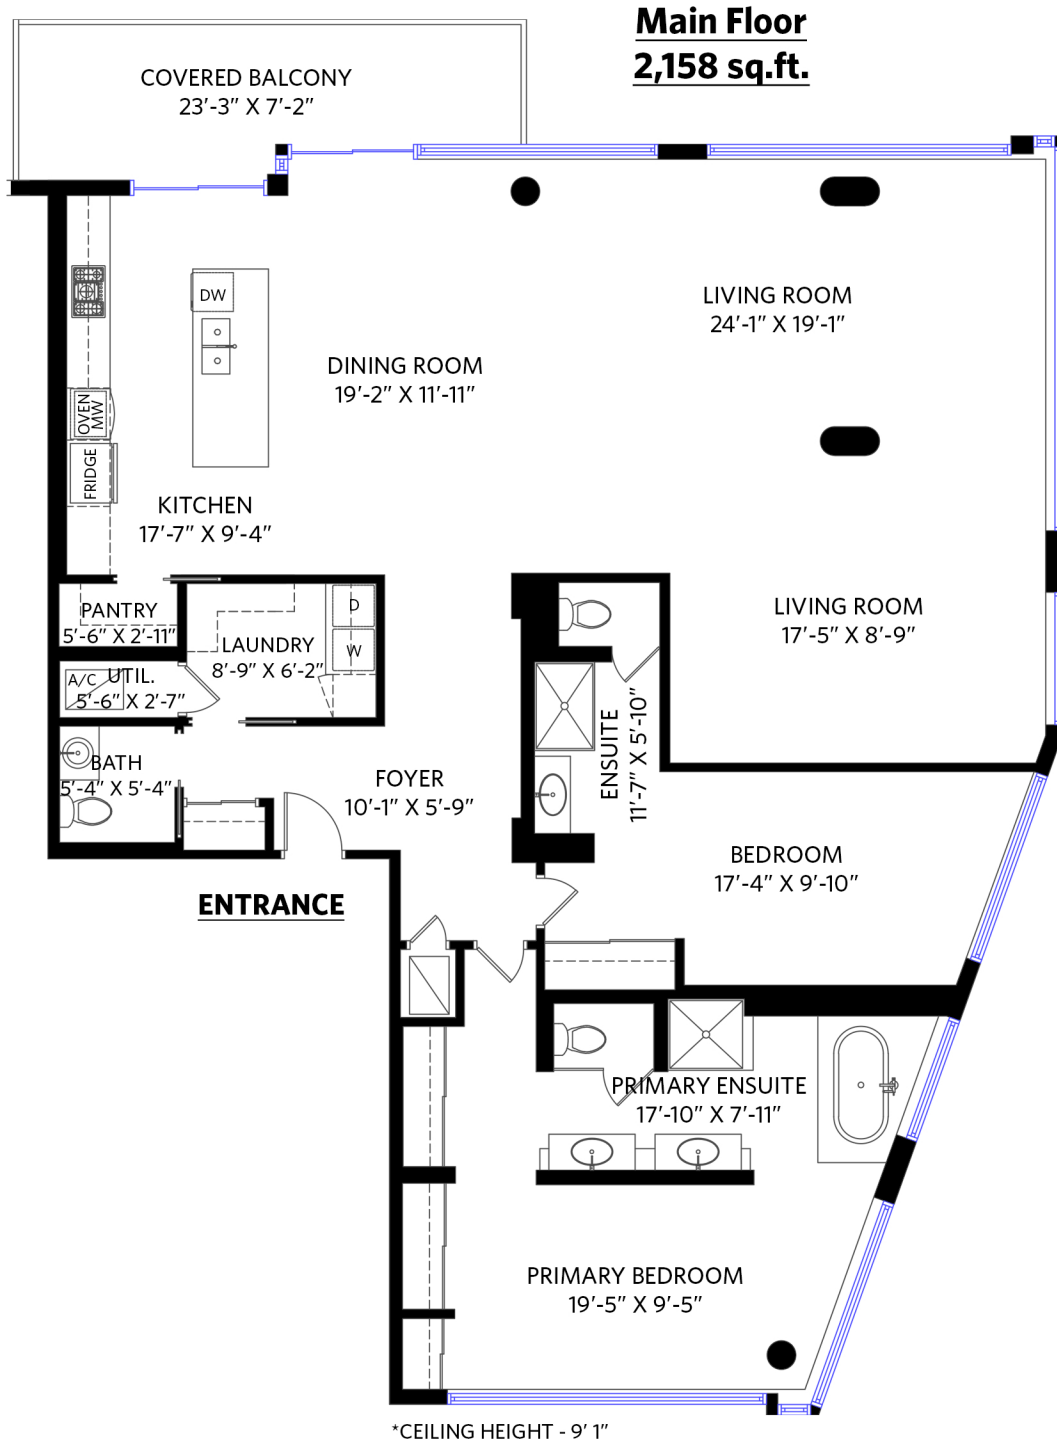 Main Floor
2,158 sq.ft.
COVERED BALCONY
23'-3" X 7'-2"
DW
LIVING ROOM
24'-1" X 19'-1"
DINING ROOM
19'-2" X 11'-11"
OVEN
MW
FRIDGE
KITCHEN
17'-7" X 9'-4"
PANTRY
5'-6" X 2'-11"
D
W
LAUNDRY
8'-9" X 6'-2"
LIVING ROOM
17'-5" X 8'-9"
A/C
UTIL.
5'-6" X 2'-7"
ENSUITE
11'-7" X 5'-10"
BATH
5'-4" X 5'-4"
FOYER
10'-1" X 5'-9"
BEDROOM
17'-4" X 9'-10"
ENTRANCE
PRIMARY ENSUITE
17'-10" X 7'-11"
PRIMARY BEDROOM
19'-5" X 9'-5"
*CEILING HEIGHT - 9' 1"